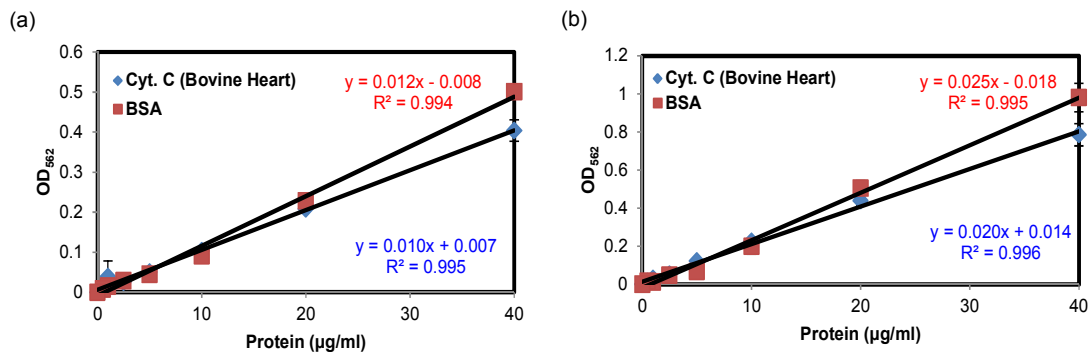 (a)
0.6
0.5
0.4
0.3
0.2
0.1
0
OD562
Cyt. C (Bovine Heart)
BSA
y = 0.012x - 0.008
R² = 0.994
y = 0.010x + 0.007
R² = 0.995
0 10 20 30 40
Protein (µg/ml)
(b)
1.2
1
0.8
0.6
0.4
0.2
0
OD562
Cyt. C (Bovine Heart)
BSA
y = 0.025x - 0.018
R² = 0.995
y = 0.020x + 0.014
R² = 0.996
0 10 20 30 40
Protein (µg/ml)